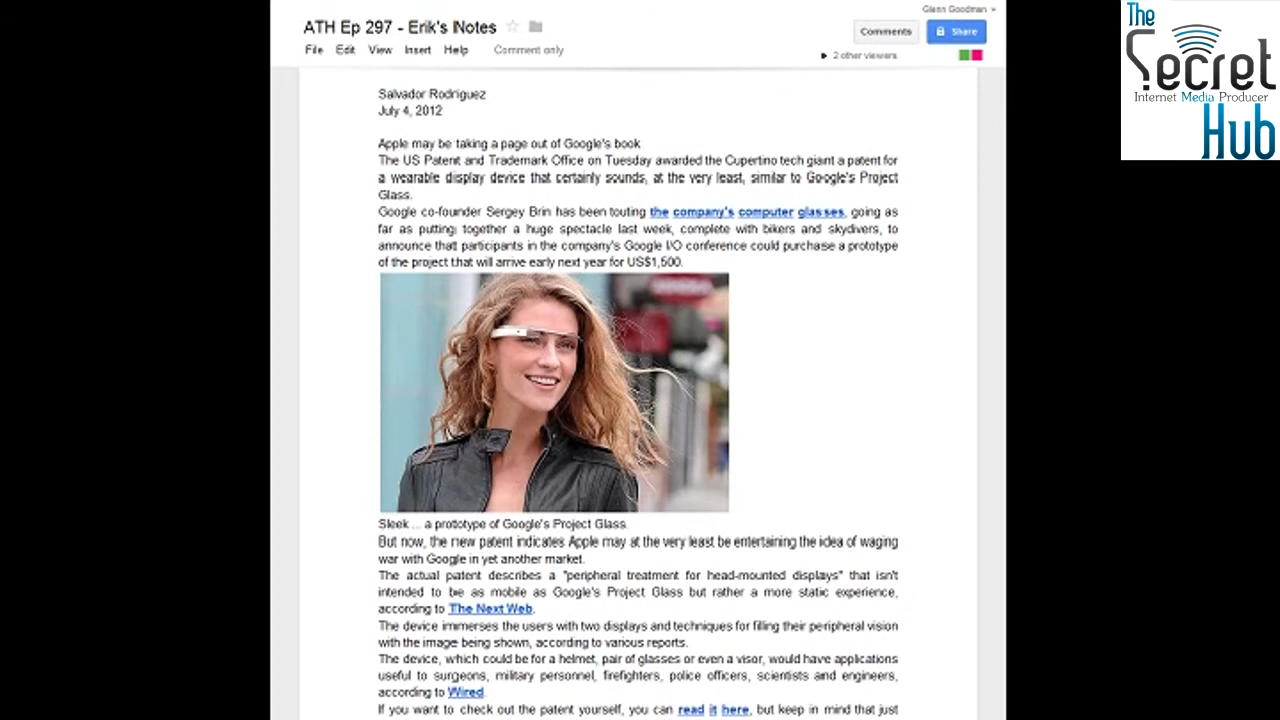 Glenn Goodman
ATH Ep 297 - Erik's Notes
Comments
Share
File Edit View Insert Help Comment only
2 other viewers
The
Secret
Internet Media Producer
Hub
Salvador Rodriguez
July 4, 2012
Apple may be taking a page out of Google's book
The US Patent and Trademark Office on Tuesday awarded the Cupertino tech giant a patent for
a wearable display device that certainly sounds, at the very least, similar to Google's Project
Glass.
Google co-founder Sergey Brin has been touting the company's computer glasses, going as
far as putting together a huge spectacle last week, complete with bikers and skydivers, to
announce that participants in the company's Google I/O conference could purchase a prototype
of the project that will arrive early next year for US$1,500.
Sleek ... a prototype of Google's Project Glass.
But now, the new patent indicates Apple may at the very least be entertaining the idea of waging
war with Google in yet another market.
The actual patent describes a "peripheral treatment for head-mounted displays" that isn't
intended to be as mobile as Google's Project Glass but rather a more static experience,
according to The Next Web.
The device immerses the users with two displays and techniques for filling their peripheral vision
with the image being shown, according to various reports.
The device, which could be for a helmet, pair of glasses or even a visor, would have applications
useful to surgeons, military personnel, firefighters, police officers, scientists and engineers,
according to Wired.
If you want to check out the patent yourself, you can read it here, but keep in mind that just